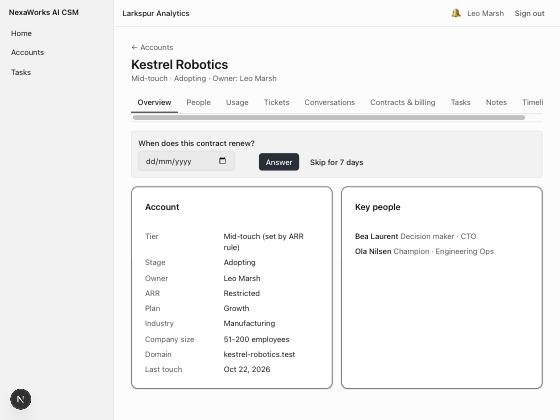 NexaWorks AI CSM
Home
Accounts
Tasks
Larkspur Analytics
Leo Marsh
Sign out
← Accounts
Kestrel Robotics
Mid-touch · Adopting · Owner: Leo Marsh
Overview People Usage Tickets Conversations Contracts & billing Tasks Notes Timeli
When does this contract renew?
dd/mm/yyyy
Answer
Skip for 7 days
Account
Tier Mid-touch (set by ARR
rule)
Stage Adopting
Owner Leo Marsh
ARR Restricted
Plan Growth
Industry Manufacturing
Company size 51-200 employees
Domain kestrel-robotics.test
Last touch Oct 22, 2026
Key people
Bea Laurent Decision maker · CTO
Ola Nilsen Champion · Engineering Ops
N